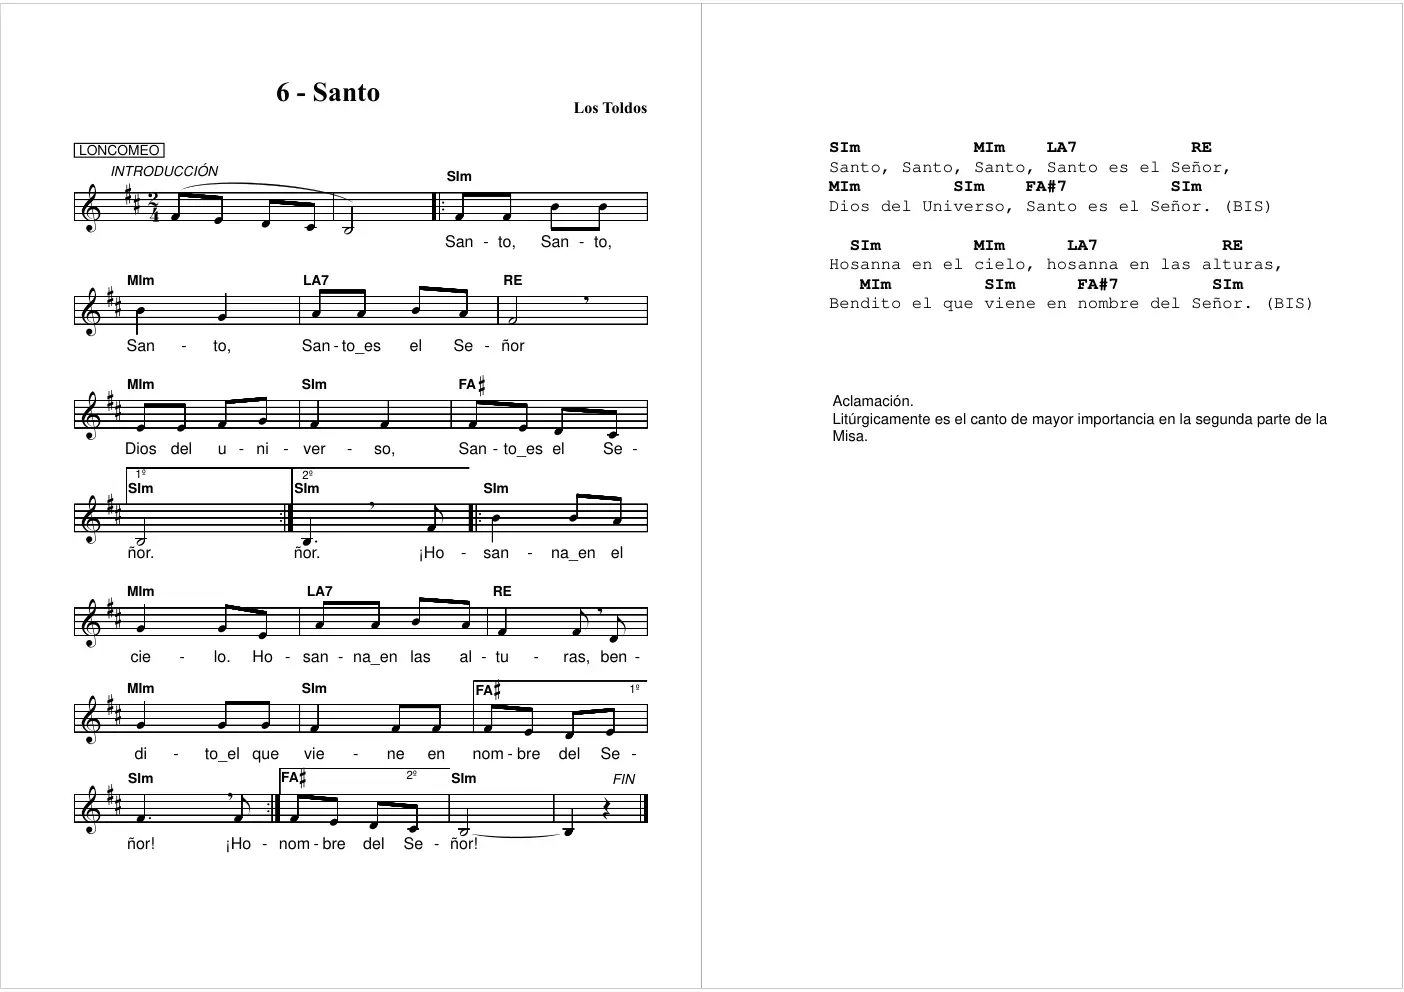 6 - Santo
Los Toldos
LONCOMEO
INTRODUCCIÓN
SIm
San - to, San - to,
MIm LA7 RE
San - to, San - to_es el Se - ñor
MIm SIm FA♯
Dios del u - ni - ver - so, San - to_es el Se -
1º 2º
SIm SIm SIm
ñor. ñor. ¡Ho - san - na_en el
MIm LA7 RE
cie - lo. Ho - san - na_en las al - tu - ras, ben -
MIm SIm FA♯ 1º
di - to_el que vie - ne en nom - bre del Se -
SIm FA♯ 2º SIm FIN
ñor! ¡Ho - nom - bre del Se - ñor!
SIm MIm LA7 RE
Santo, Santo, Santo, Santo es el Señor,
MIm SIm FA#7 SIm
Dios del Universo, Santo es el Señor. (BIS)
SIm MIm LA7 RE
Hosanna en el cielo, hosanna en las alturas,
MIm SIm FA#7 SIm
Bendito el que viene en nombre del Señor. (BIS)
Aclamación.
Litúrgicamente es el canto de mayor importancia en la segunda parte de la
Misa.